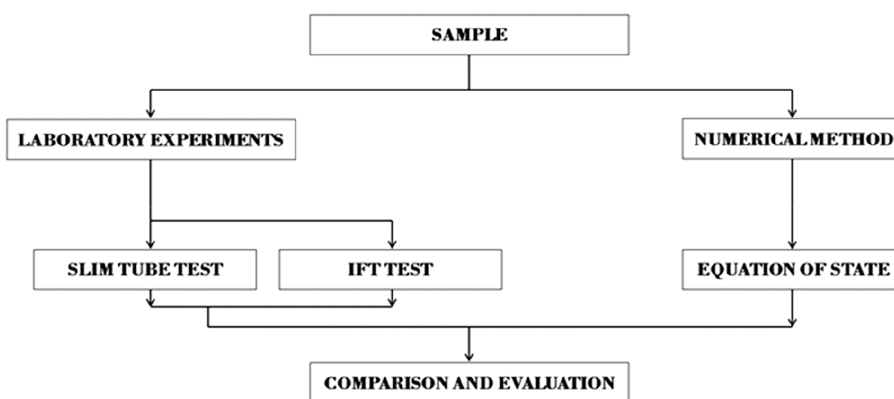 SAMPLE
LABORATORY EXPERIMENTS
NUMERICAL METHOD
SLIM TUBE TEST
IFT TEST
EQUATION OF STATE
COMPARISON AND EVALUATION